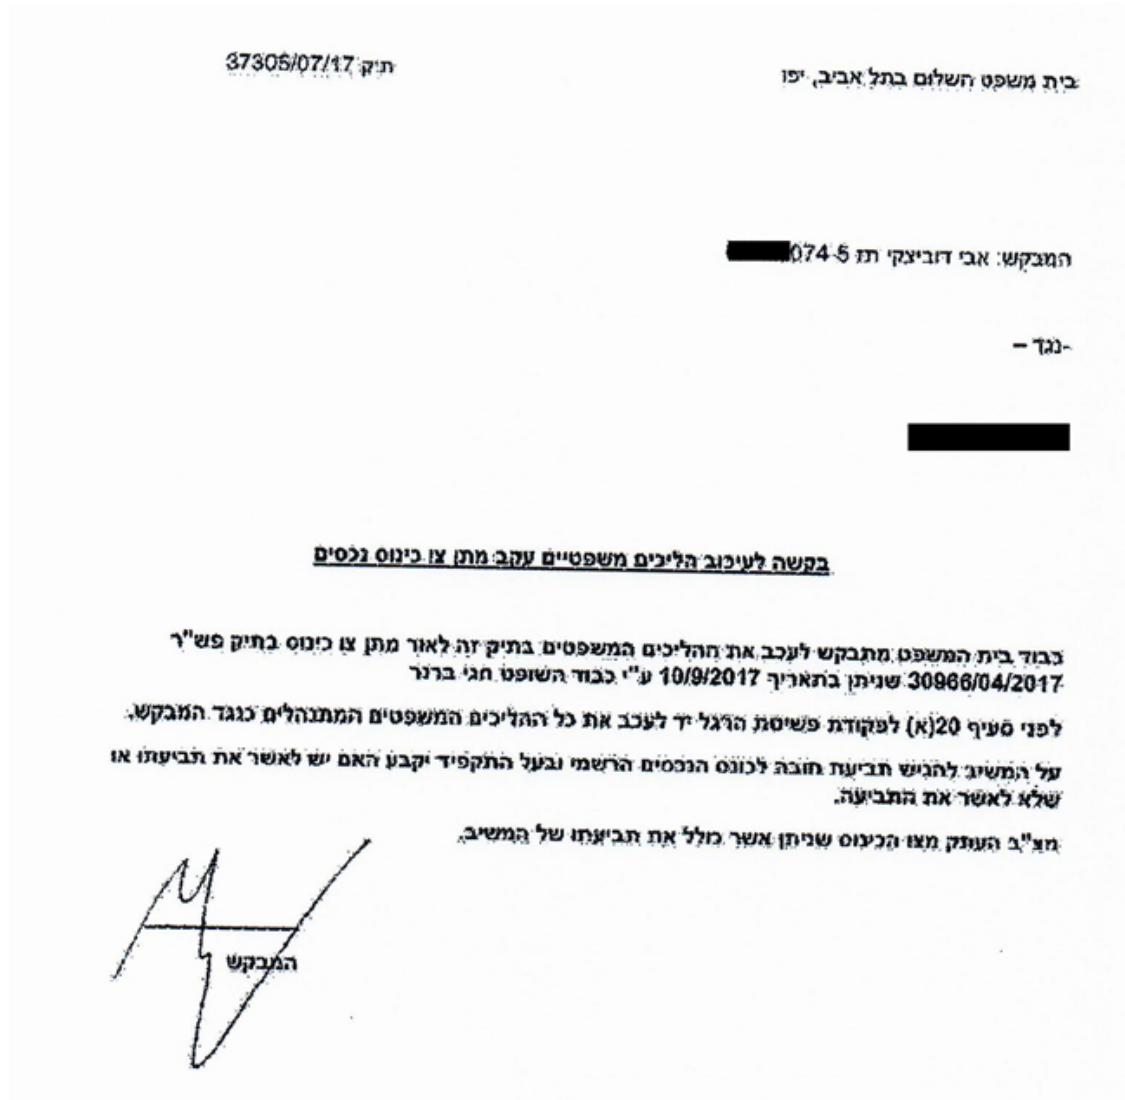 בית משפט השלום בתל אביב, יפו
תיק 37305/07/17
המבקש: אבי דוביצקי תז 074-5
-נגד –
בקשה לעיכוב הליכים משפטיים עקב מתן צו כינוס נכסים
כבוד בית המשפט מתבקש לעכב את ההליכים המשפטים בתיק זה לאור מתן צו כינוס בתיק פש"ר
30966/04/2017 שניתן בתאריך 10/9/2017 ע"י כבוד השופט חגי ברנר
לפני סעיף 20(א) לפקודת פשיטת הרגל יד לעכב את כל ההליכים המשפטים המתנהלים כנגד המבקש.
על המשיב להגיש תביעת חובה לכונס הנכסים הרשמי ובעל התקפיד יקבע האם יש לאשר את תביעתו או
שלא לאשר את התביעה.
מצ"ב העתק מצו הכינוס שניתן אשר כולל את תביעתו של המשיב.
המבקש